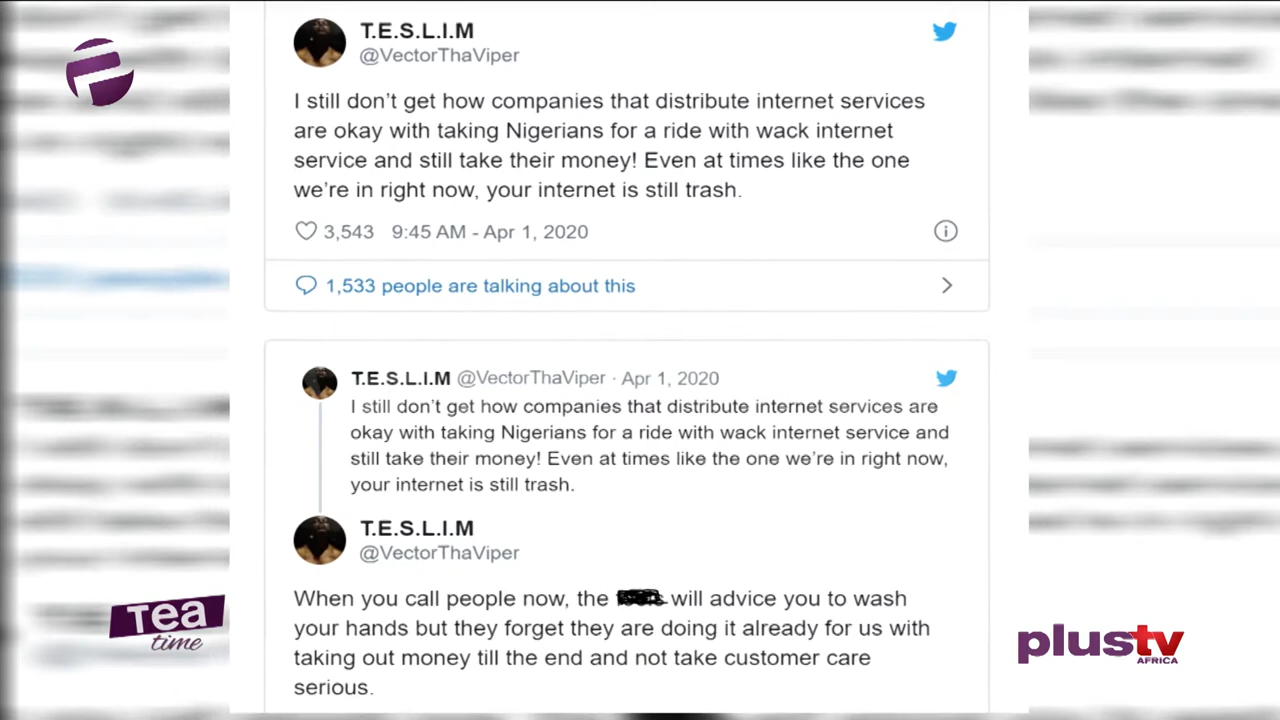 T.E.S.L.I.M
@VectorThaViper
I still don't get how companies that distribute internet services
are okay with taking Nigerians for a ride with wack internet
service and still take their money! Even at times like the one
we're in right now, your internet is still trash.
3,543 9:45 AM - Apr 1, 2020
1,533 people are talking about this
T.E.S.L.I.M @VectorThaViper · Apr 1, 2020
I still don't get how companies that distribute internet services are
okay with taking Nigerians for a ride with wack internet service and
still take their money! Even at times like the one we're in right now,
your internet is still trash.
T.E.S.L.I.M
@VectorThaViper
When you call people now, the will advice you to wash
your hands but they forget they are doing it already for us with
taking out money till the end and not take customer care
serious.
Tea
time
plustv
AFRICA